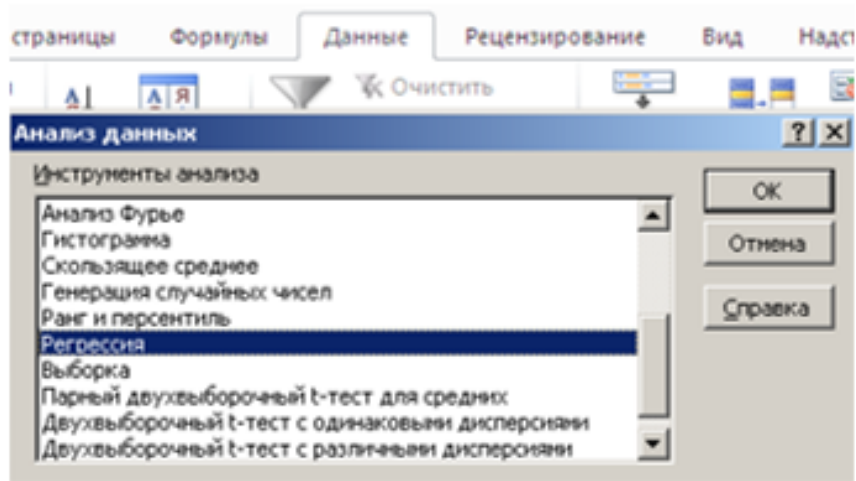 страницы Формулы Данные Рецензирование Вид Надст
А Я Очистить
Анализ данных
Инструменты анализа
Анализ Фурье
Гистограмма
Скользящее среднее
Генерация случайных чисел
Ранг и персентиль
Регрессия
Выборка
Парный двухвыборочный t-тест для средних
Двухвыборочный t-тест с одинаковыми дисперсиями
Двухвыборочный t-тест с различными дисперсиями
ОК
Отмена
Справка